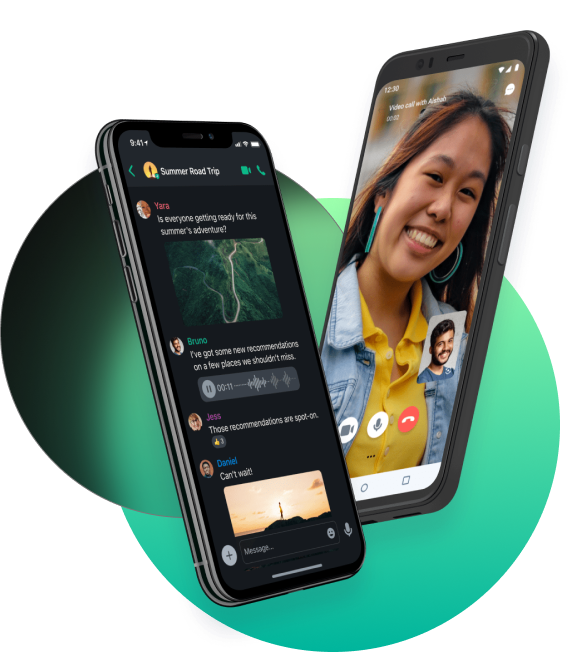 9:41
Summer Road Trip
Yara
Is everyone getting ready for this
summer's adventure?
Bruno
I've got some new recommendations
on a few places we shouldn't miss.
00:11
Jess
Those recommendations are spot-on.
👍 3
Daniel
Can't wait!
Message...
12:30
Video call with Aishah
00:02